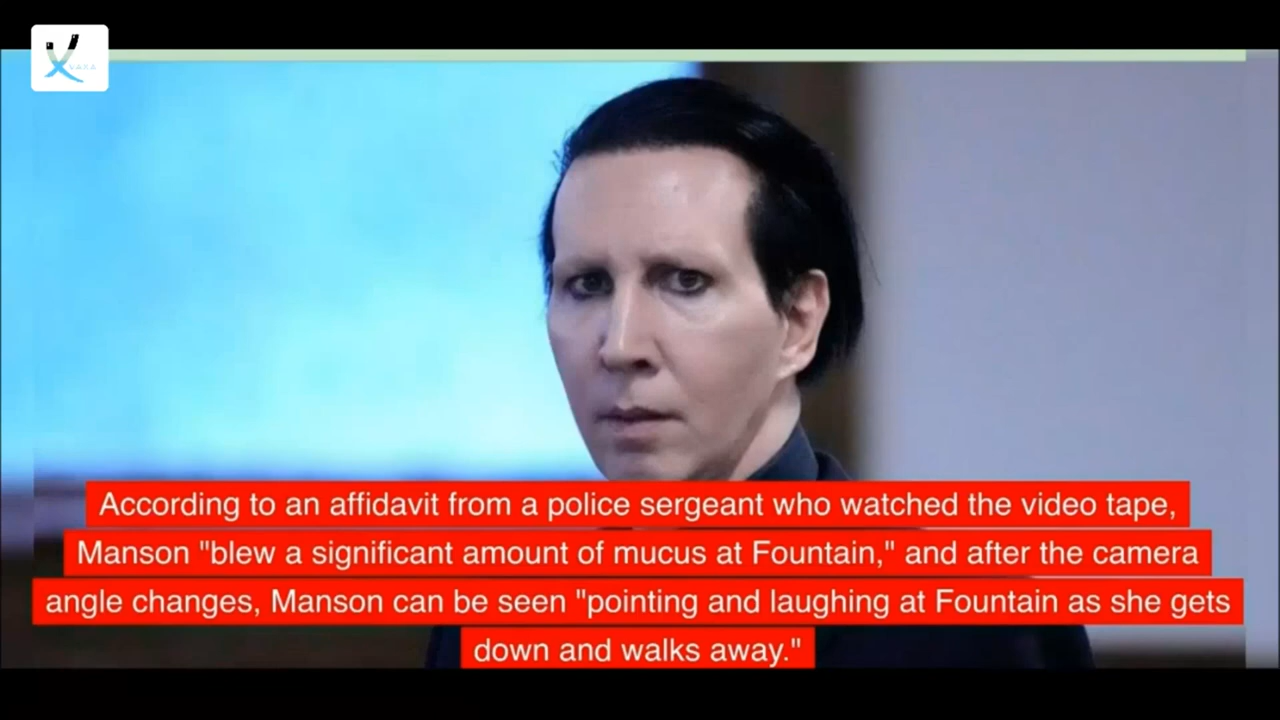 VAXA
According to an affidavit from a police sergeant who watched the video tape,
Manson "blew a significant amount of mucus at Fountain," and after the camera
angle changes, Manson can be seen "pointing and laughing at Fountain as she gets
down and walks away."